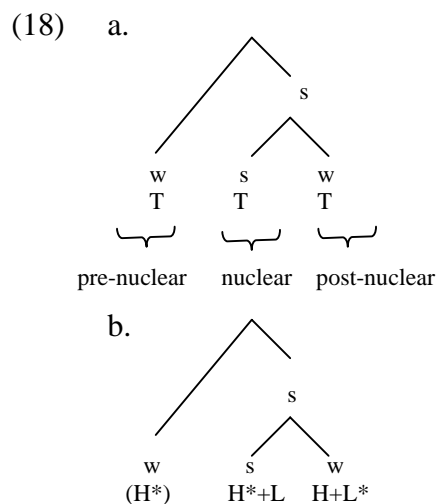 (18) a.
s
w s w
T T T
pre-nuclear nuclear post-nuclear
b.
s
w s w
(H*) H*+L H+L*